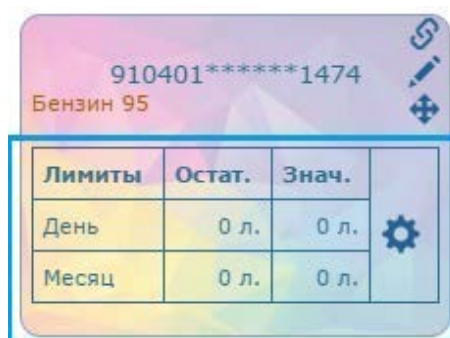 910401******1474
Бензин 95
Лимиты Остат. Знач.
День 0 л. 0 л.
Месяц 0 л. 0 л.